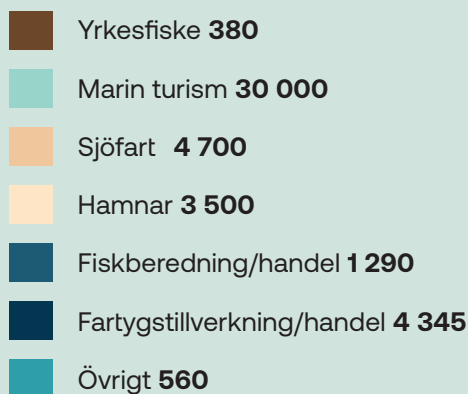 Yrkesfiske 380
Marin turism 30 000
Sjöfart 4 700
Hamnar 3 500
Fiskberedning/handel 1 290
Fartygstillverkning/handel 4 345
Övrigt 560